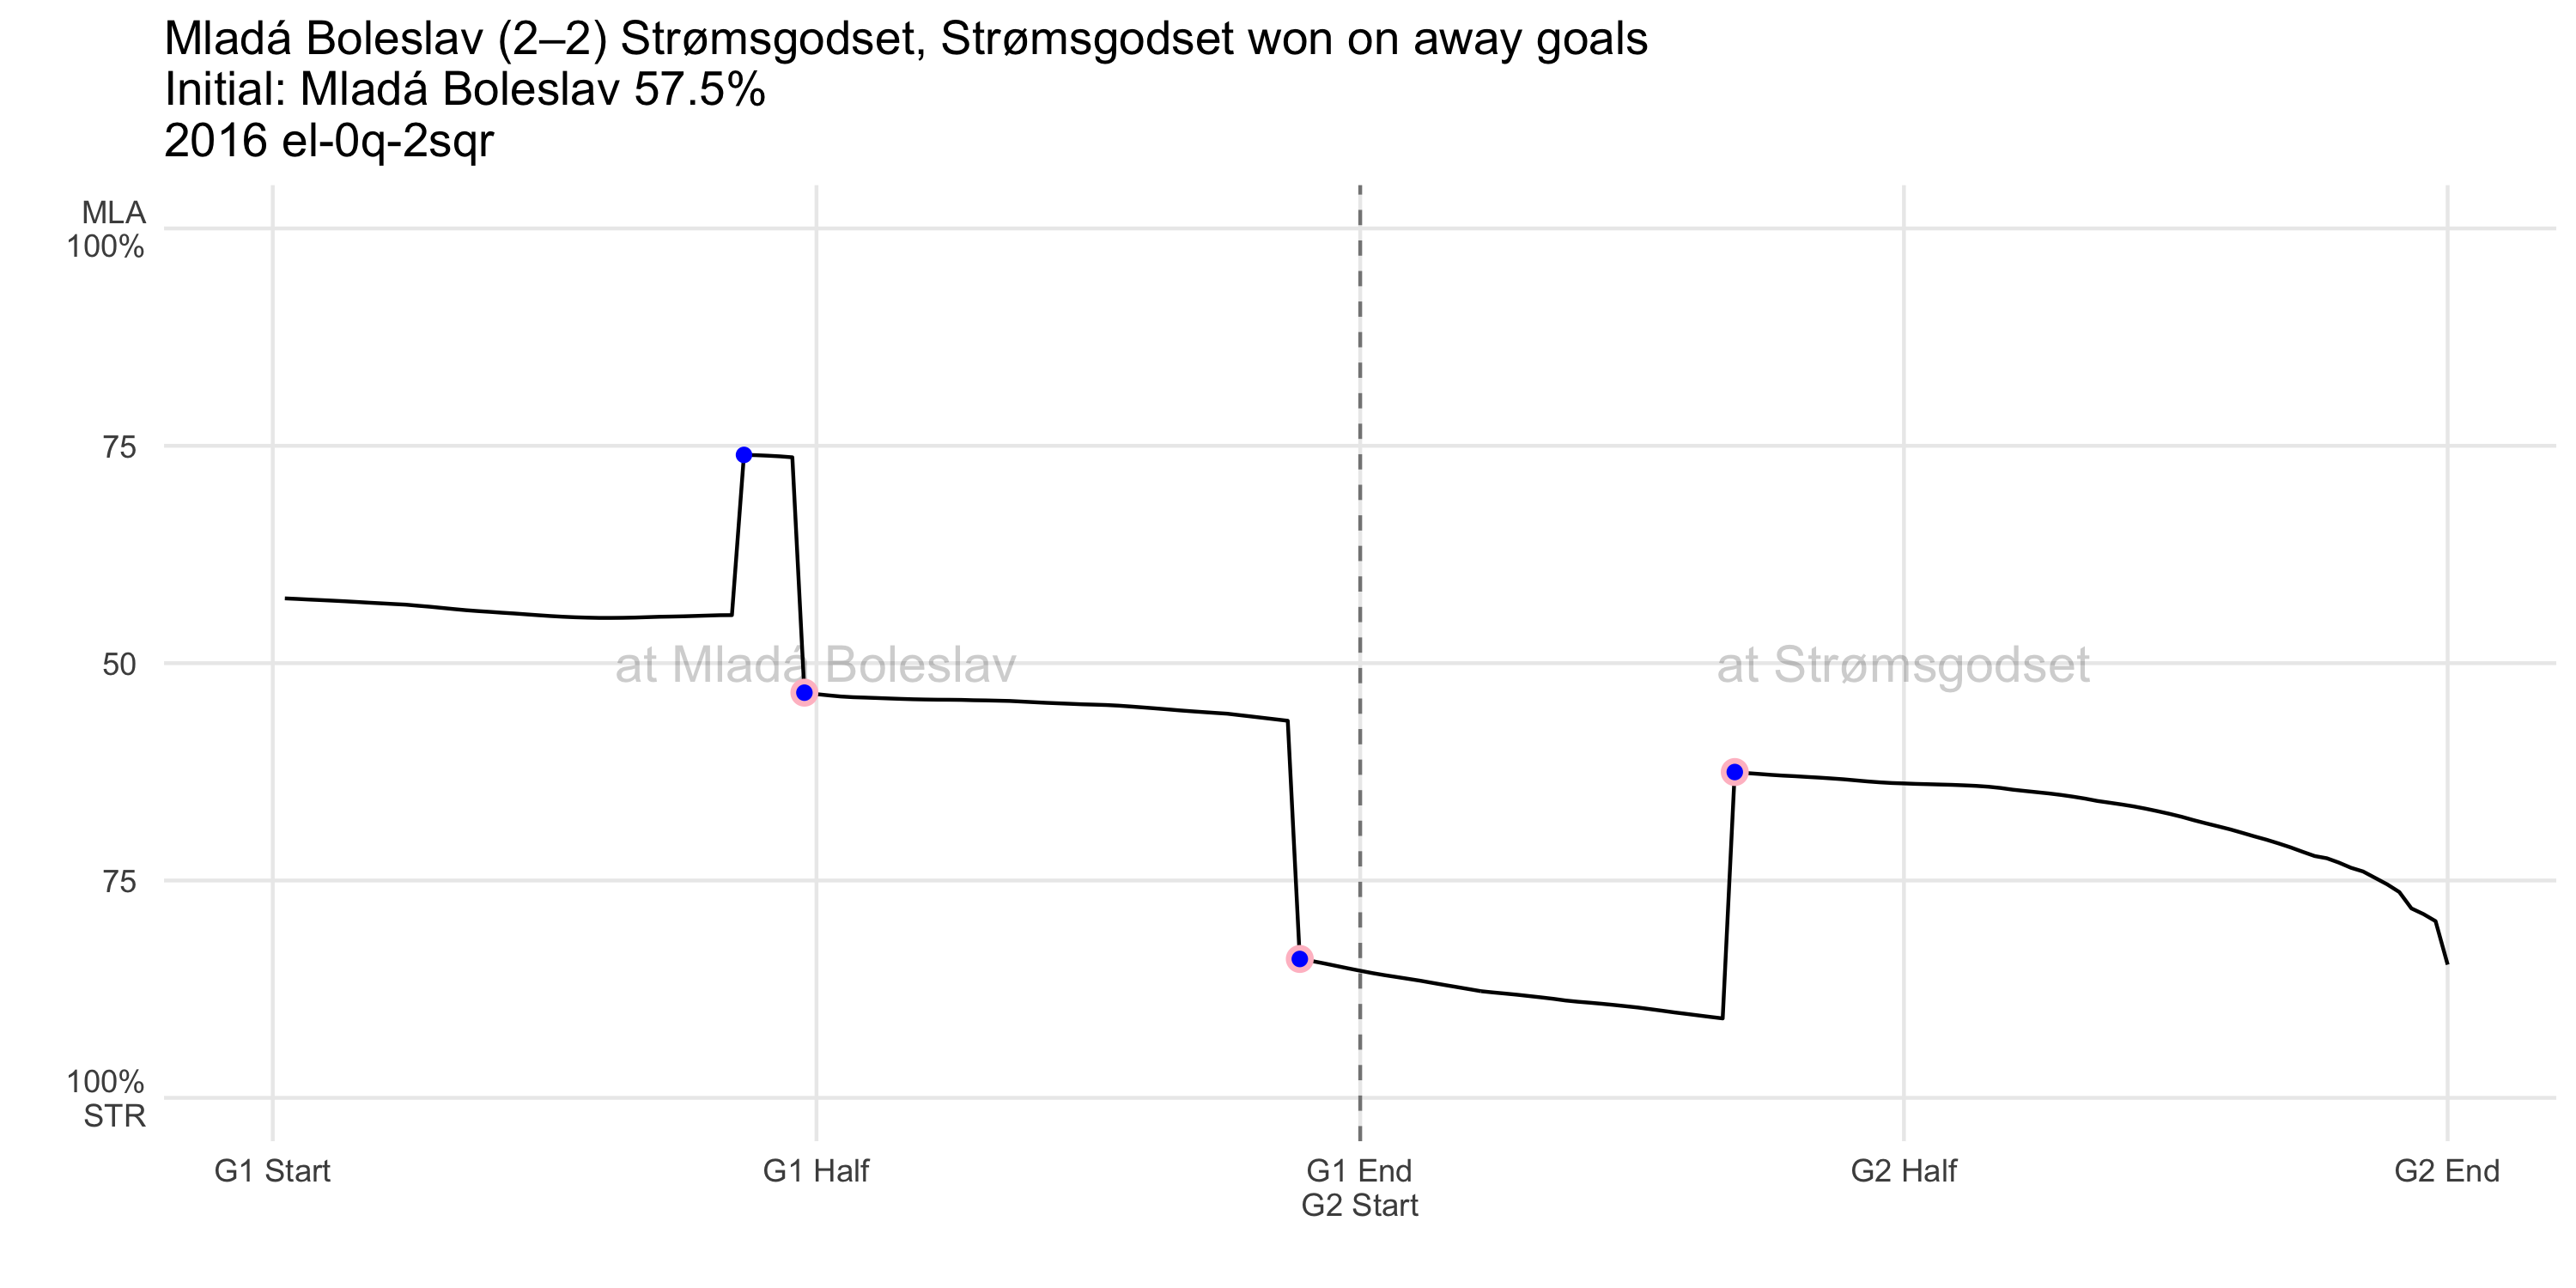 Mladá Boleslav (2–2) Strømsgodset, Strømsgodset won on away goals
Initial: Mladá Boleslav 57.5%
2016 el-0q-2sqr
MLA
100%
75
50
75
100%
STR
at Mladá Boleslav
at Strømsgodset
G1 Start
G1 Half
G1 End
G2 Start
G2 Half
G2 End